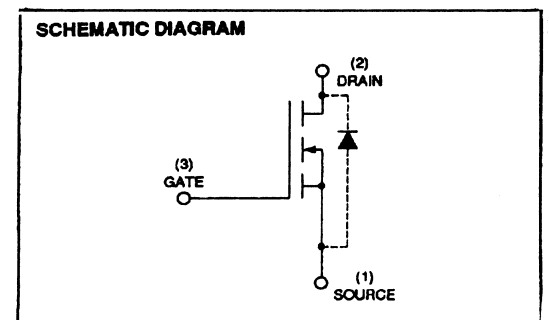 SCHEMATIC DIAGRAM
(2)
DRAIN
(3)
GATE
(1)
SOURCE